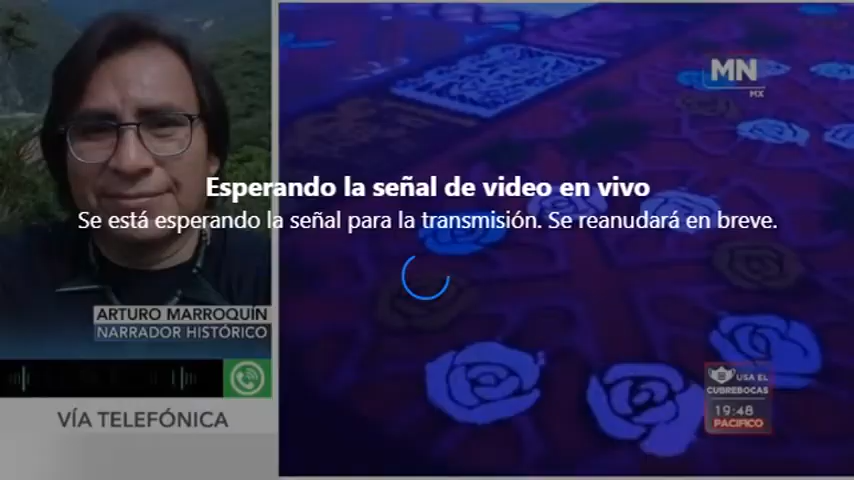 MN
MX
Esperando la señal de video en vivo
Se está esperando la señal para la transmisión. Se reanudará en breve.
ARTURO MARROQUÍN
NARRADOR HISTÓRICO
VÍA TELEFÓNICA
USA EL
CUBREBOCAS
19:48
PACIFICO